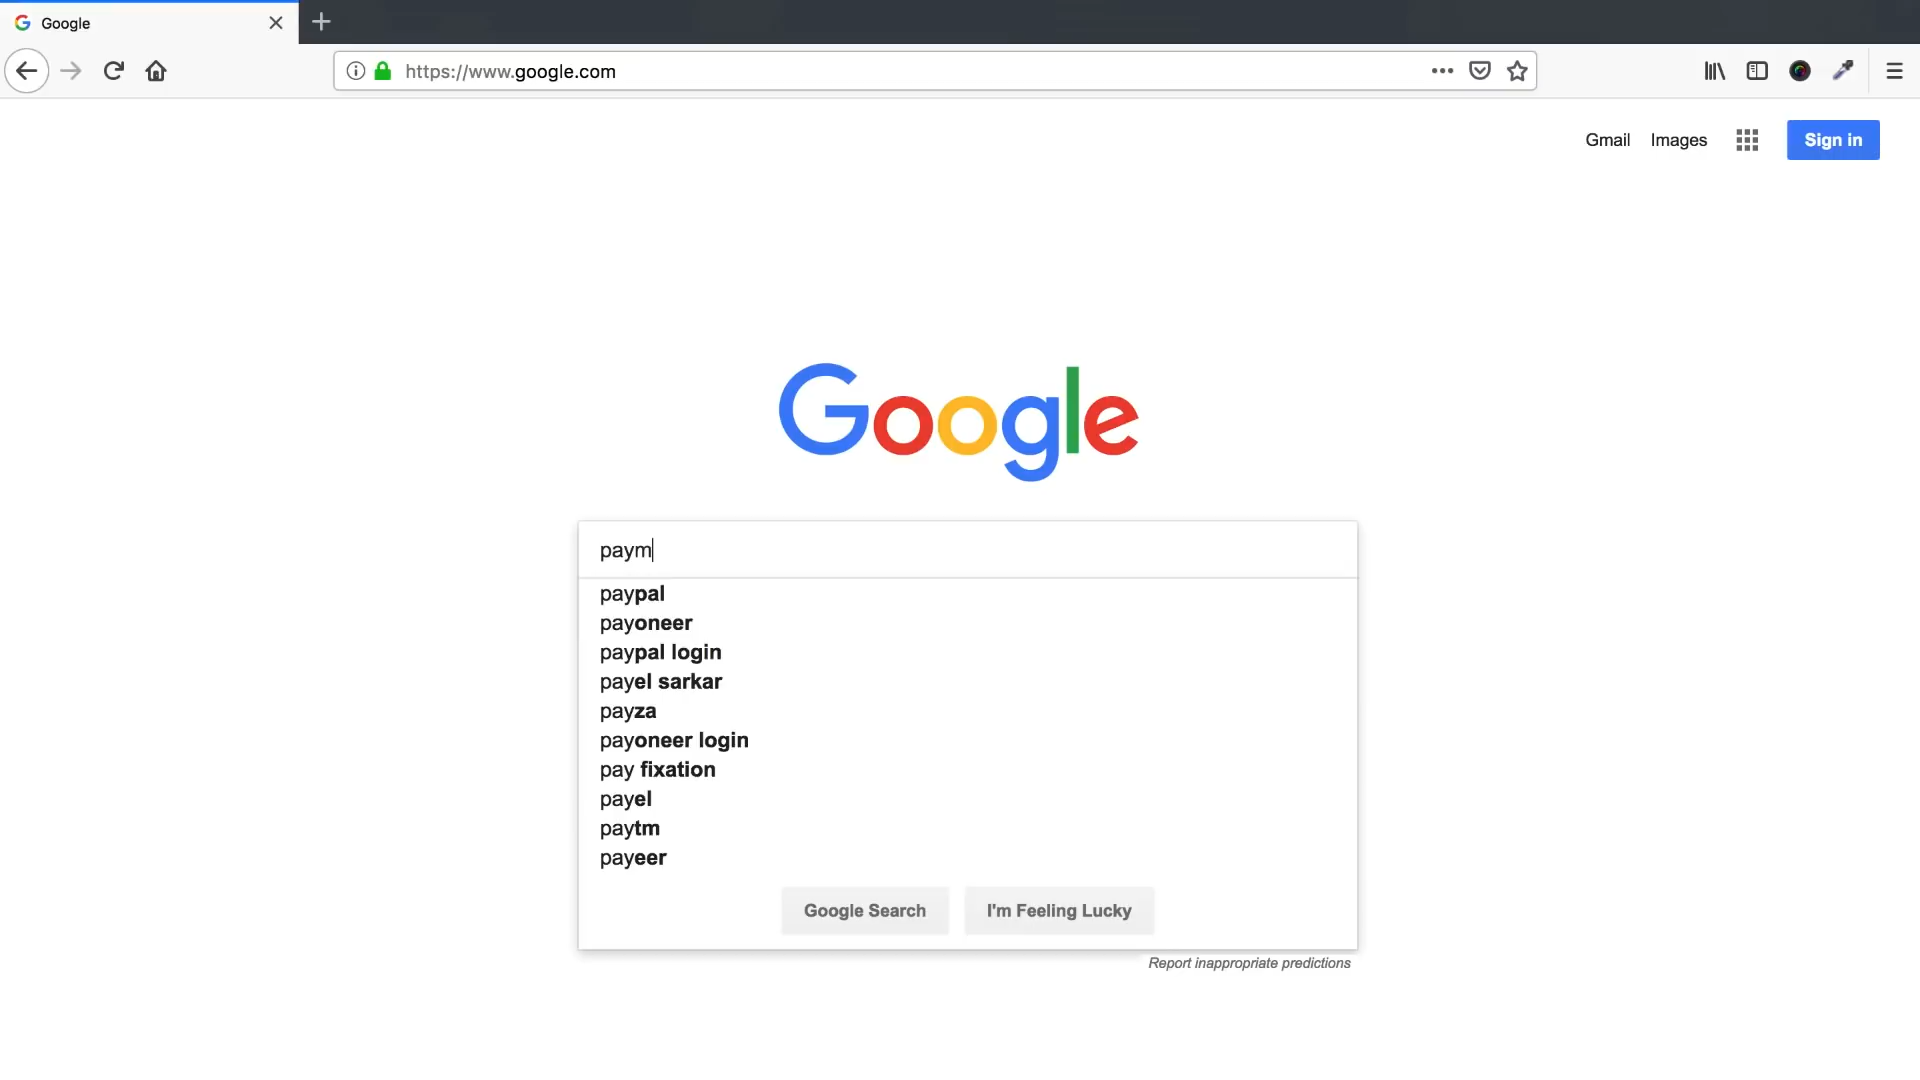 Google
https://www.google.com
Gmail Images Sign in
Google
paym
paypal
payoneer
paypal login
payel sarkar
payza
payoneer login
pay fixation
payel
paytm
payeer
Google Search I'm Feeling Lucky
Report inappropriate predictions